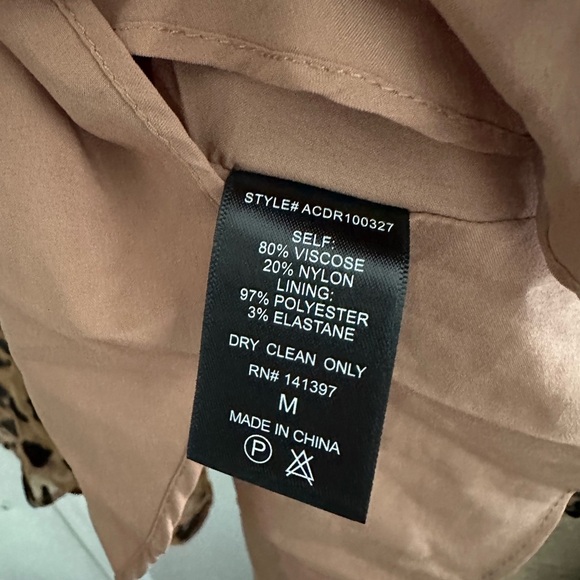 STYLE# ACDR100327
SELF:
80% VISCOSE
20% NYLON
LINING:
97% POLYESTER
3% ELASTANE
DRY CLEAN ONLY
RN# 141397
M
MADE IN CHINA
P